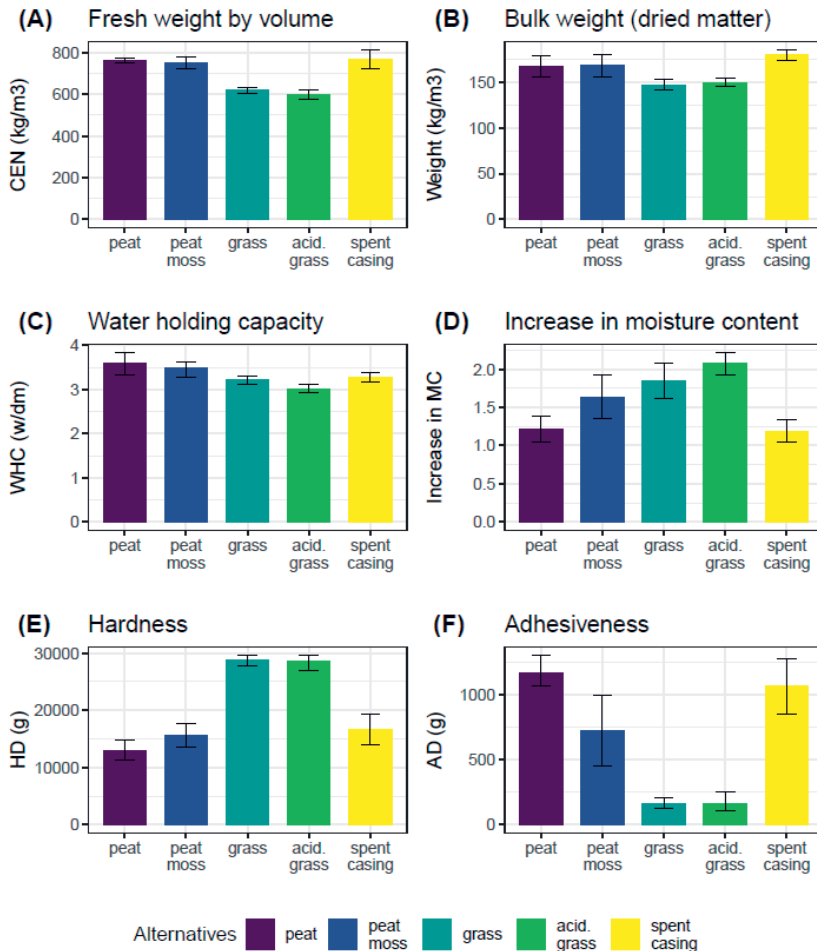 (A) Fresh weight by volume
CEN (kg/m3)
800
600
400
200
0
peat
peat moss
grass
acid. grass
spent casing
(B) Bulk weight (dried matter)
Weight (kg/m3)
150
100
50
0
peat
peat moss
grass
acid. grass
spent casing
(C) Water holding capacity
WHC (w/dm)
4
3
2
1
0
peat
peat moss
grass
acid. grass
spent casing
(D) Increase in moisture content
Increase in MC
2.0
1.5
1.0
0.5
0.0
peat
peat moss
grass
acid. grass
spent casing
(E) Hardness
HD (g)
30000
20000
10000
0
peat
peat moss
grass
acid. grass
spent casing
(F) Adhesiveness
AD (g)
1000
500
0
peat
peat moss
grass
acid. grass
spent casing
Alternatives
peat
peat moss
grass
acid. grass
spent casing